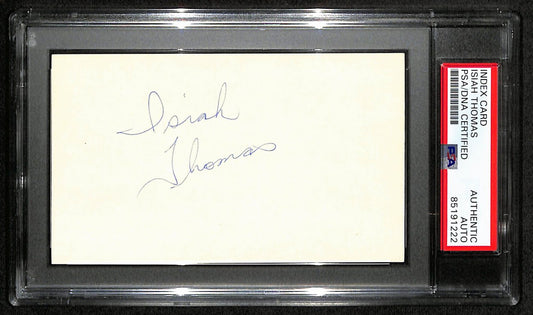 Isiah
Thomas
INDEX CARD
ISIAH THOMAS
PSA/DNA CERTIFIED
PSA
AUTHENTIC
AUTO
85191222